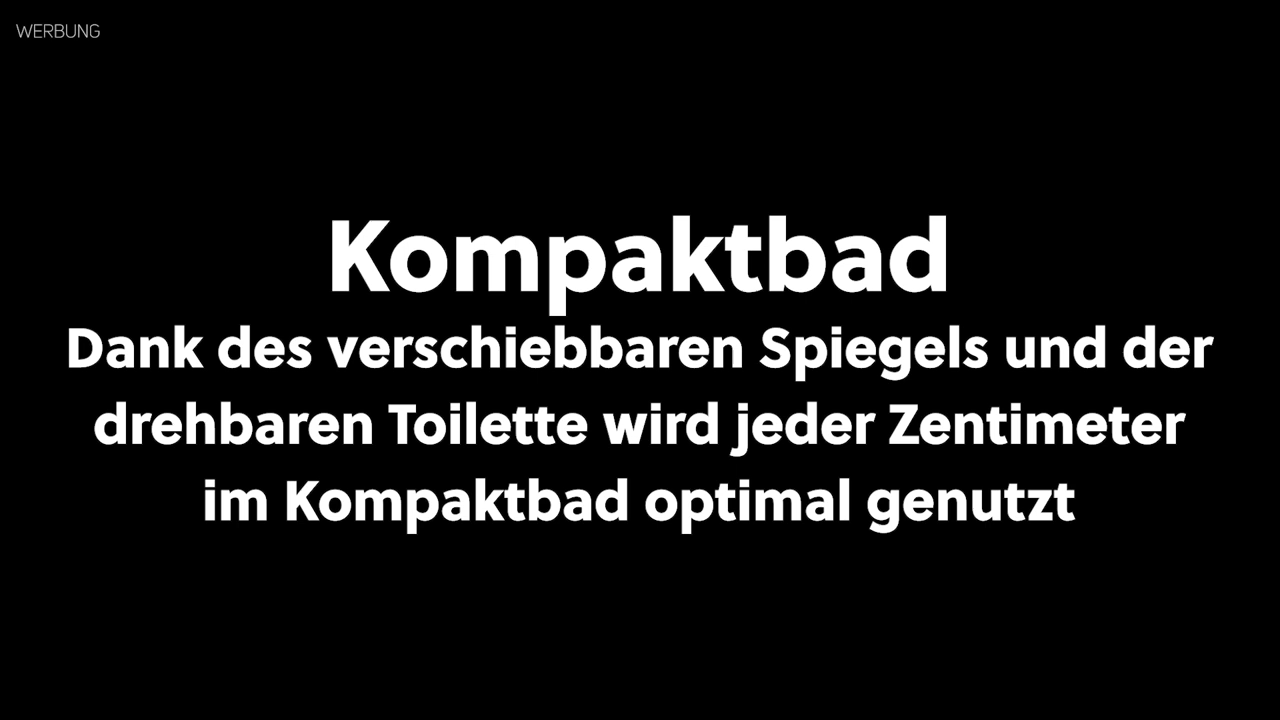 WERBUNG
Kompaktbad
Dank des verschiebbaren Spiegels und der
drehbaren Toilette wird jeder Zentimeter
im Kompaktbad optimal genutzt